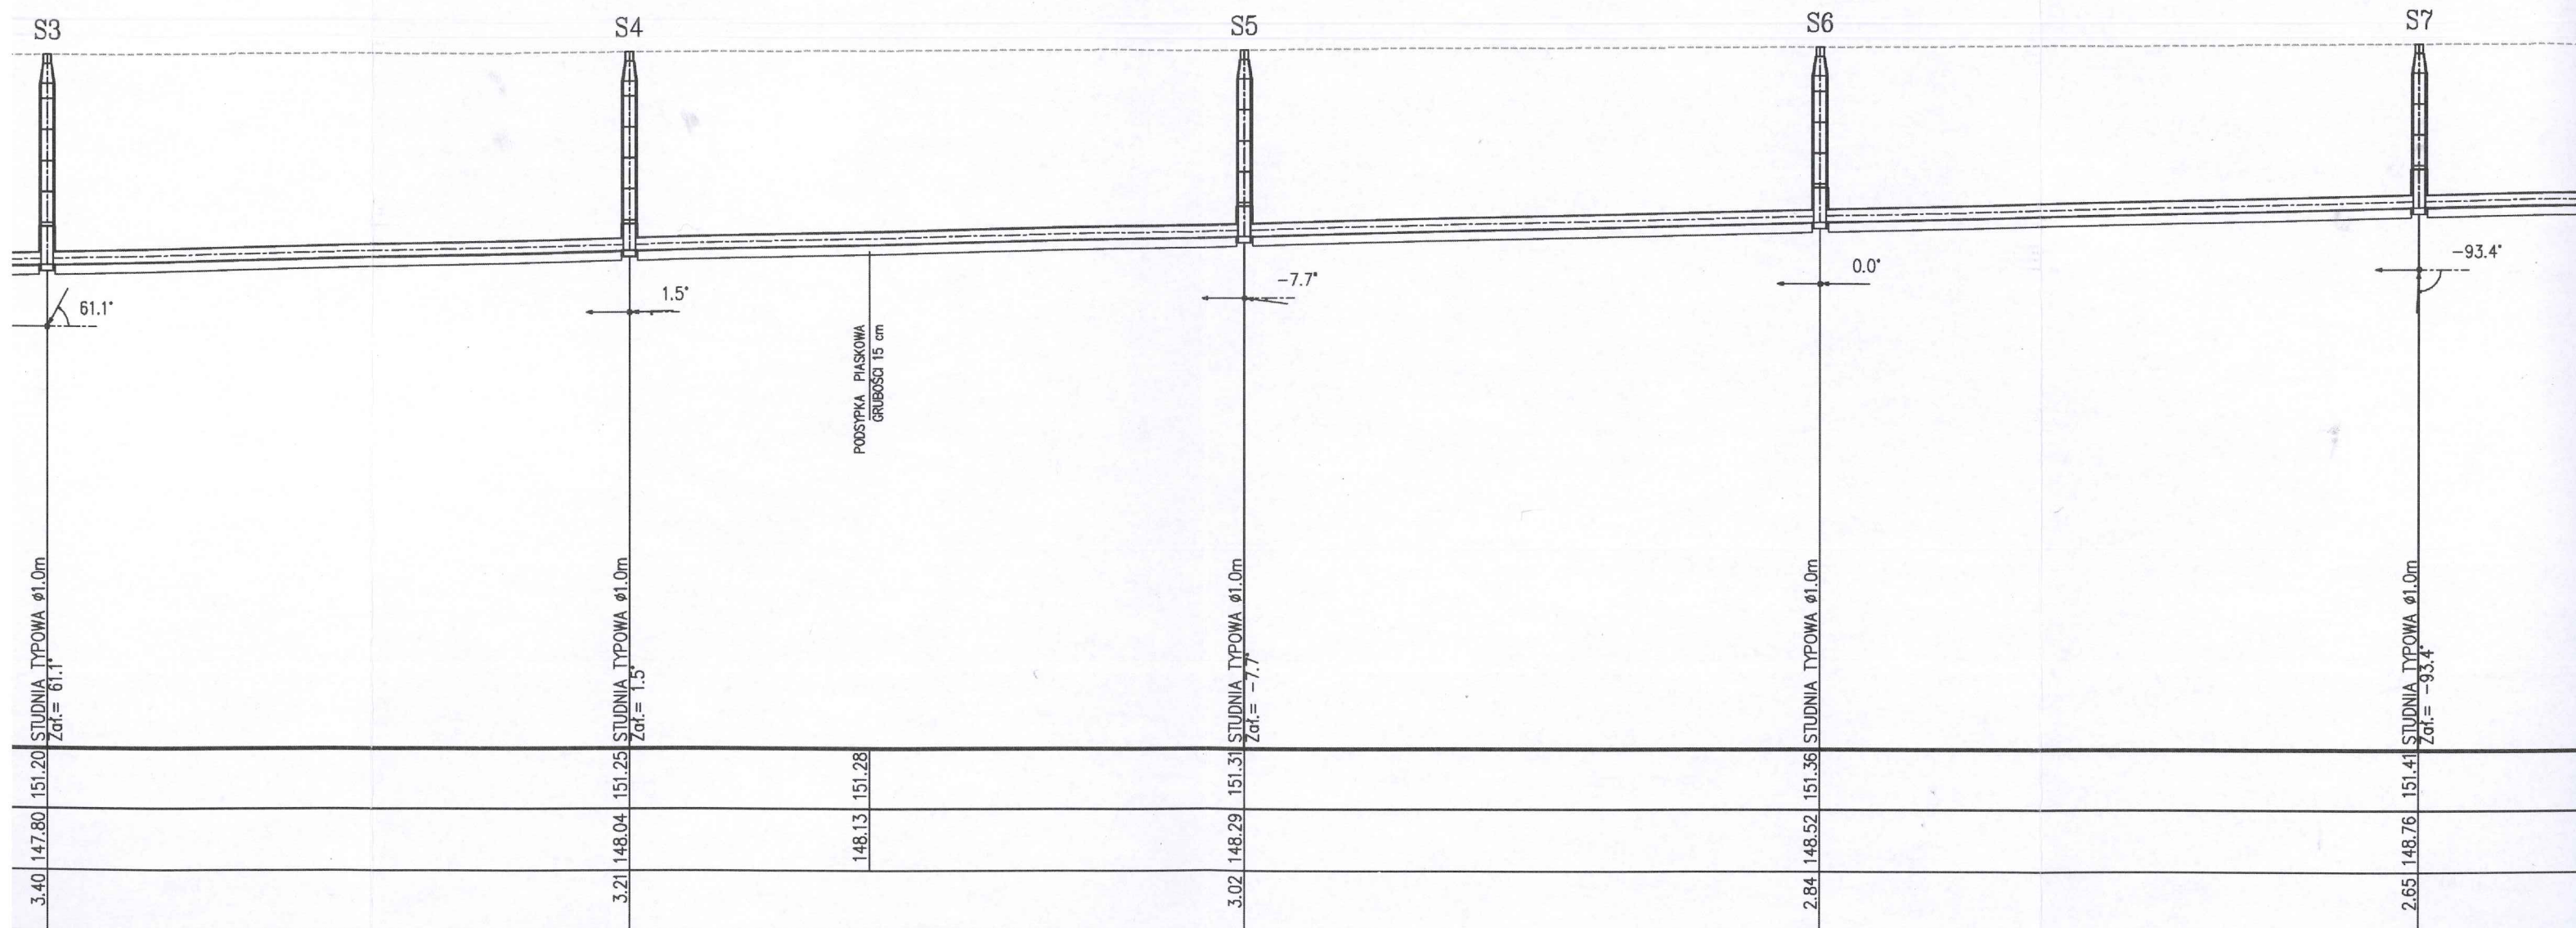 S3
S4
S5
S6
S7
61.1°
1.5°
-7.7°
0.0°
-93.4°
PODSYPKA PIASKOWA
GRUBOŚCI 15 cm
STUDNIA TYPOWA ø1.0m
Zał.= 61.1°
STUDNIA TYPOWA ø1.0m
Zał.= 1.5°
STUDNIA TYPOWA ø1.0m
Zał.= -7.7°
STUDNIA TYPOWA ø1.0m
STUDNIA TYPOWA ø1.0m
Zał.= -93.4°
151.20
151.25
151.28
151.31
151.36
151.41
147.80
148.04
148.13
148.29
148.52
148.76
3.40
3.21
3.02
2.84
2.65